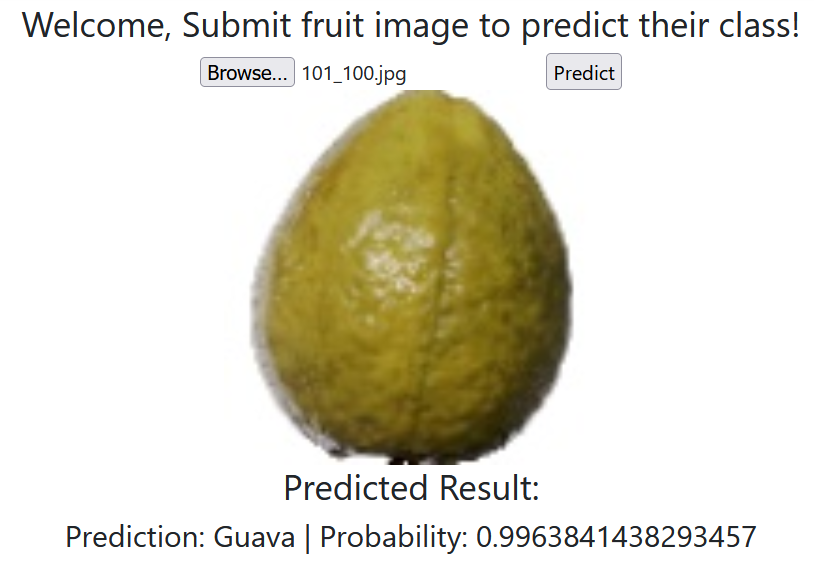 Welcome, Submit fruit image to predict their class!
Browse... 101_100.jpg Predict
Predicted Result:
Prediction: Guava | Probability: 0.9963841438293457